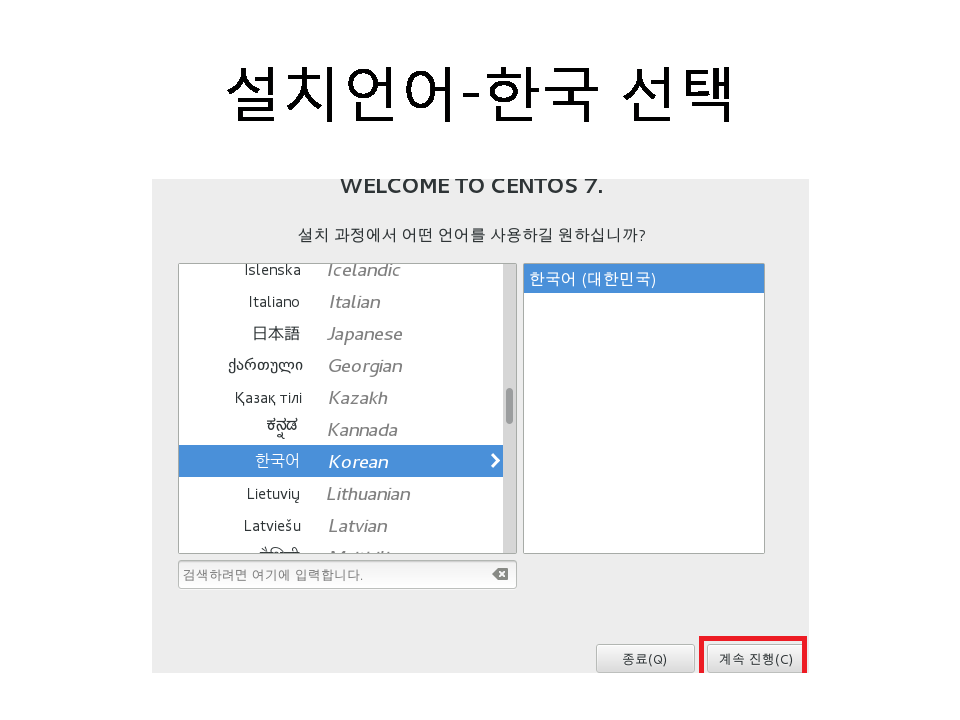 설치언어-한국 선택
WELCOME TO CENTOS 7.
설치 과정에서 어떤 언어를 사용하길 원하십니까?
Íslenska Icelandic
Italiano Italian
日本語 Japanese
ქართული Georgian
Қазақ тілі Kazakh
ಕನ್ನಡ Kannada
한국어 Korean
Lietuvių Lithuanian
Latviešu Latvian
한국어 (대한민국)
검색하려면 여기에 입력합니다.
종료(Q)
계속 진행(C)